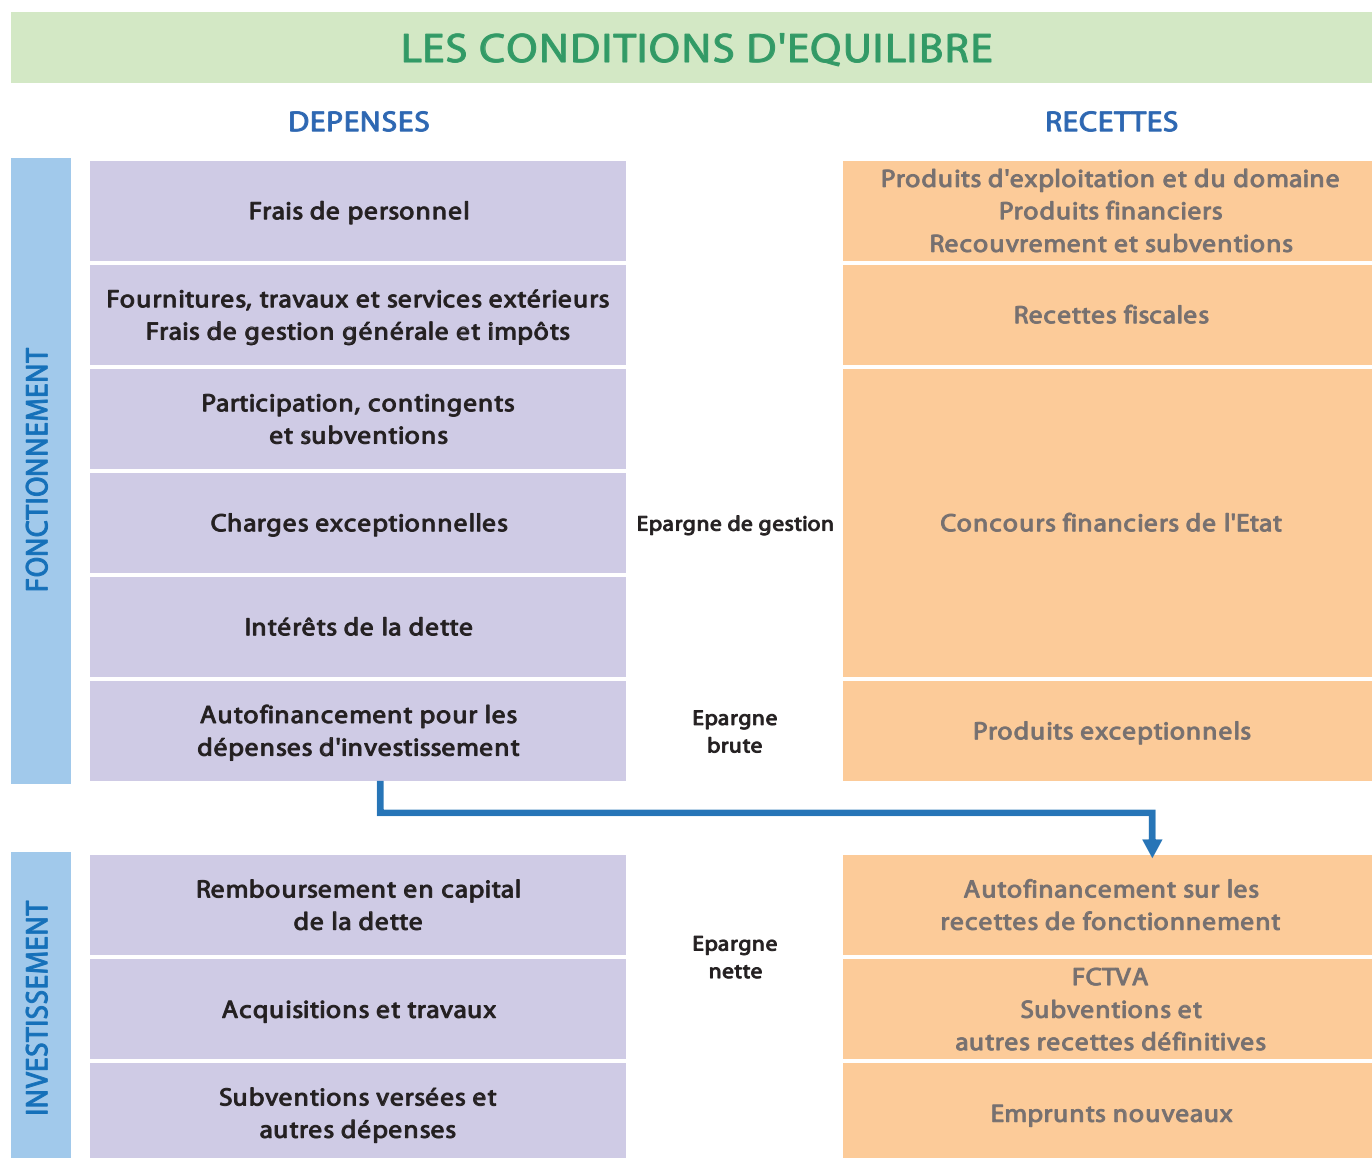 LES CONDITIONS D'EQUILIBRE
DEPENSES
RECETTES
FONCTIONNEMENT
Frais de personnel
Produits d'exploitation et du domaine
Produits financiers
Recouvrement et subventions
Fournitures, travaux et services extérieurs
Frais de gestion générale et impôts
Recettes fiscales
Participation, contingents
et subventions
Charges exceptionnelles
Epargne de gestion
Concours financiers de l'Etat
Intérêts de la dette
Autofinancement pour les
dépenses d'investissement
Epargne
brute
Produits exceptionnels
INVESTISSEMENT
Remboursement en capital
de la dette
Epargne
nette
Autofinancement sur les
recettes de fonctionnement
Acquisitions et travaux
FCTVA
Subventions et
autres recettes définitives
Subventions versées et
autres dépenses
Emprunts nouveaux